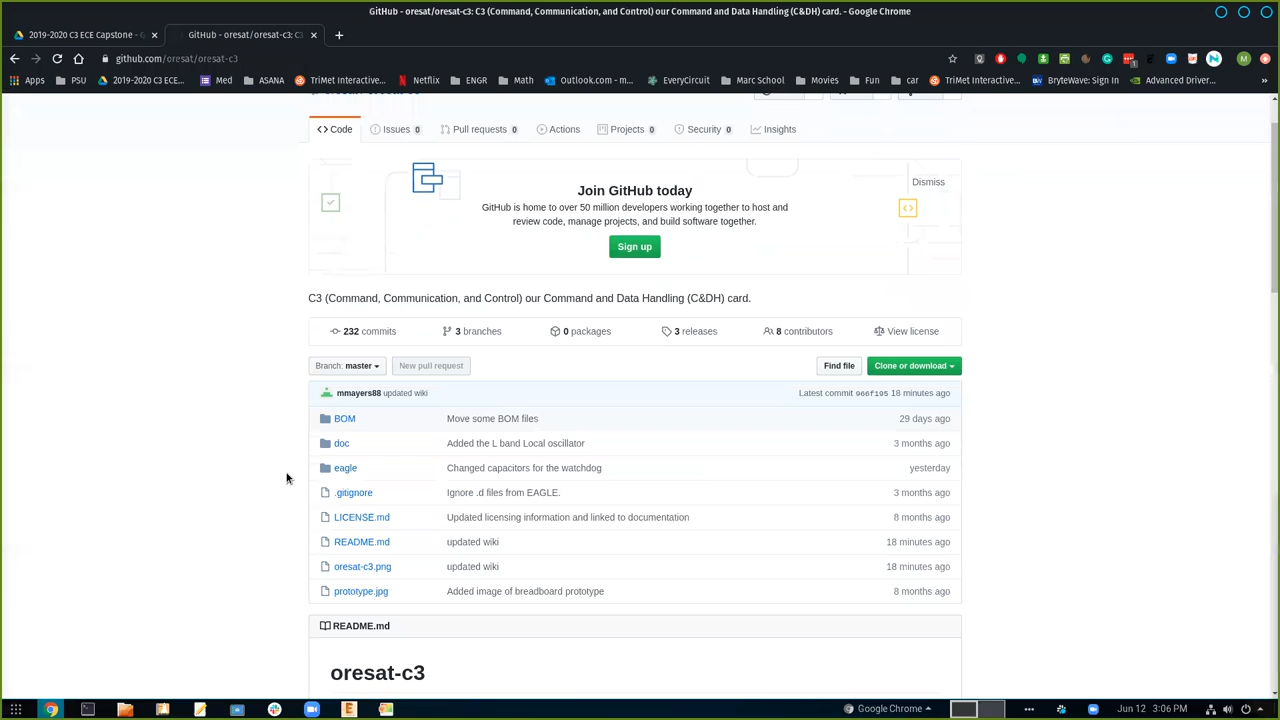 GitHub - oresat/oresat-c3: C3 (Command, Communication, and Control) our Command and Data Handling (C&DH) card. - Google Chrome
2019-2020 C3 ECE Capstone - G
GitHub - oresat/oresat-c3: C3
github.com/oresat/oresat-c3
Apps PSU 2019-2020 C3 ECE... Med ASANA TriMet Interactive... Netflix ENGR Math Outlook.com - m... EveryCircuit Marc School Movies Fun car TriMet Interactive... BryteWave: Sign In Advanced Driver... »
Code Issues 0 Pull requests 0 Actions Projects 0 Security 0 Insights
Join GitHub today
Dismiss
GitHub is home to over 50 million developers working together to host and
review code, manage projects, and build software together.
Sign up
C3 (Command, Communication, and Control) our Command and Data Handling (C&DH) card.
232 commits 3 branches 0 packages 3 releases 8 contributors View license
Branch: master New pull request Find file Clone or download
mmayers88 updated wiki Latest commit 966f195 18 minutes ago
BOM Move some BOM files 29 days ago
doc Added the L band Local oscillator 3 months ago
eagle Changed capacitors for the watchdog yesterday
.gitignore Ignore .d files from EAGLE. 3 months ago
LICENSE.md Updated licensing information and linked to documentation 8 months ago
README.md updated wiki 18 minutes ago
oresat-c3.png updated wiki 18 minutes ago
prototype.jpg Added image of breadboard prototype 8 months ago
README.md
oresat-c3
Google Chrome Jun 12 3:06 PM